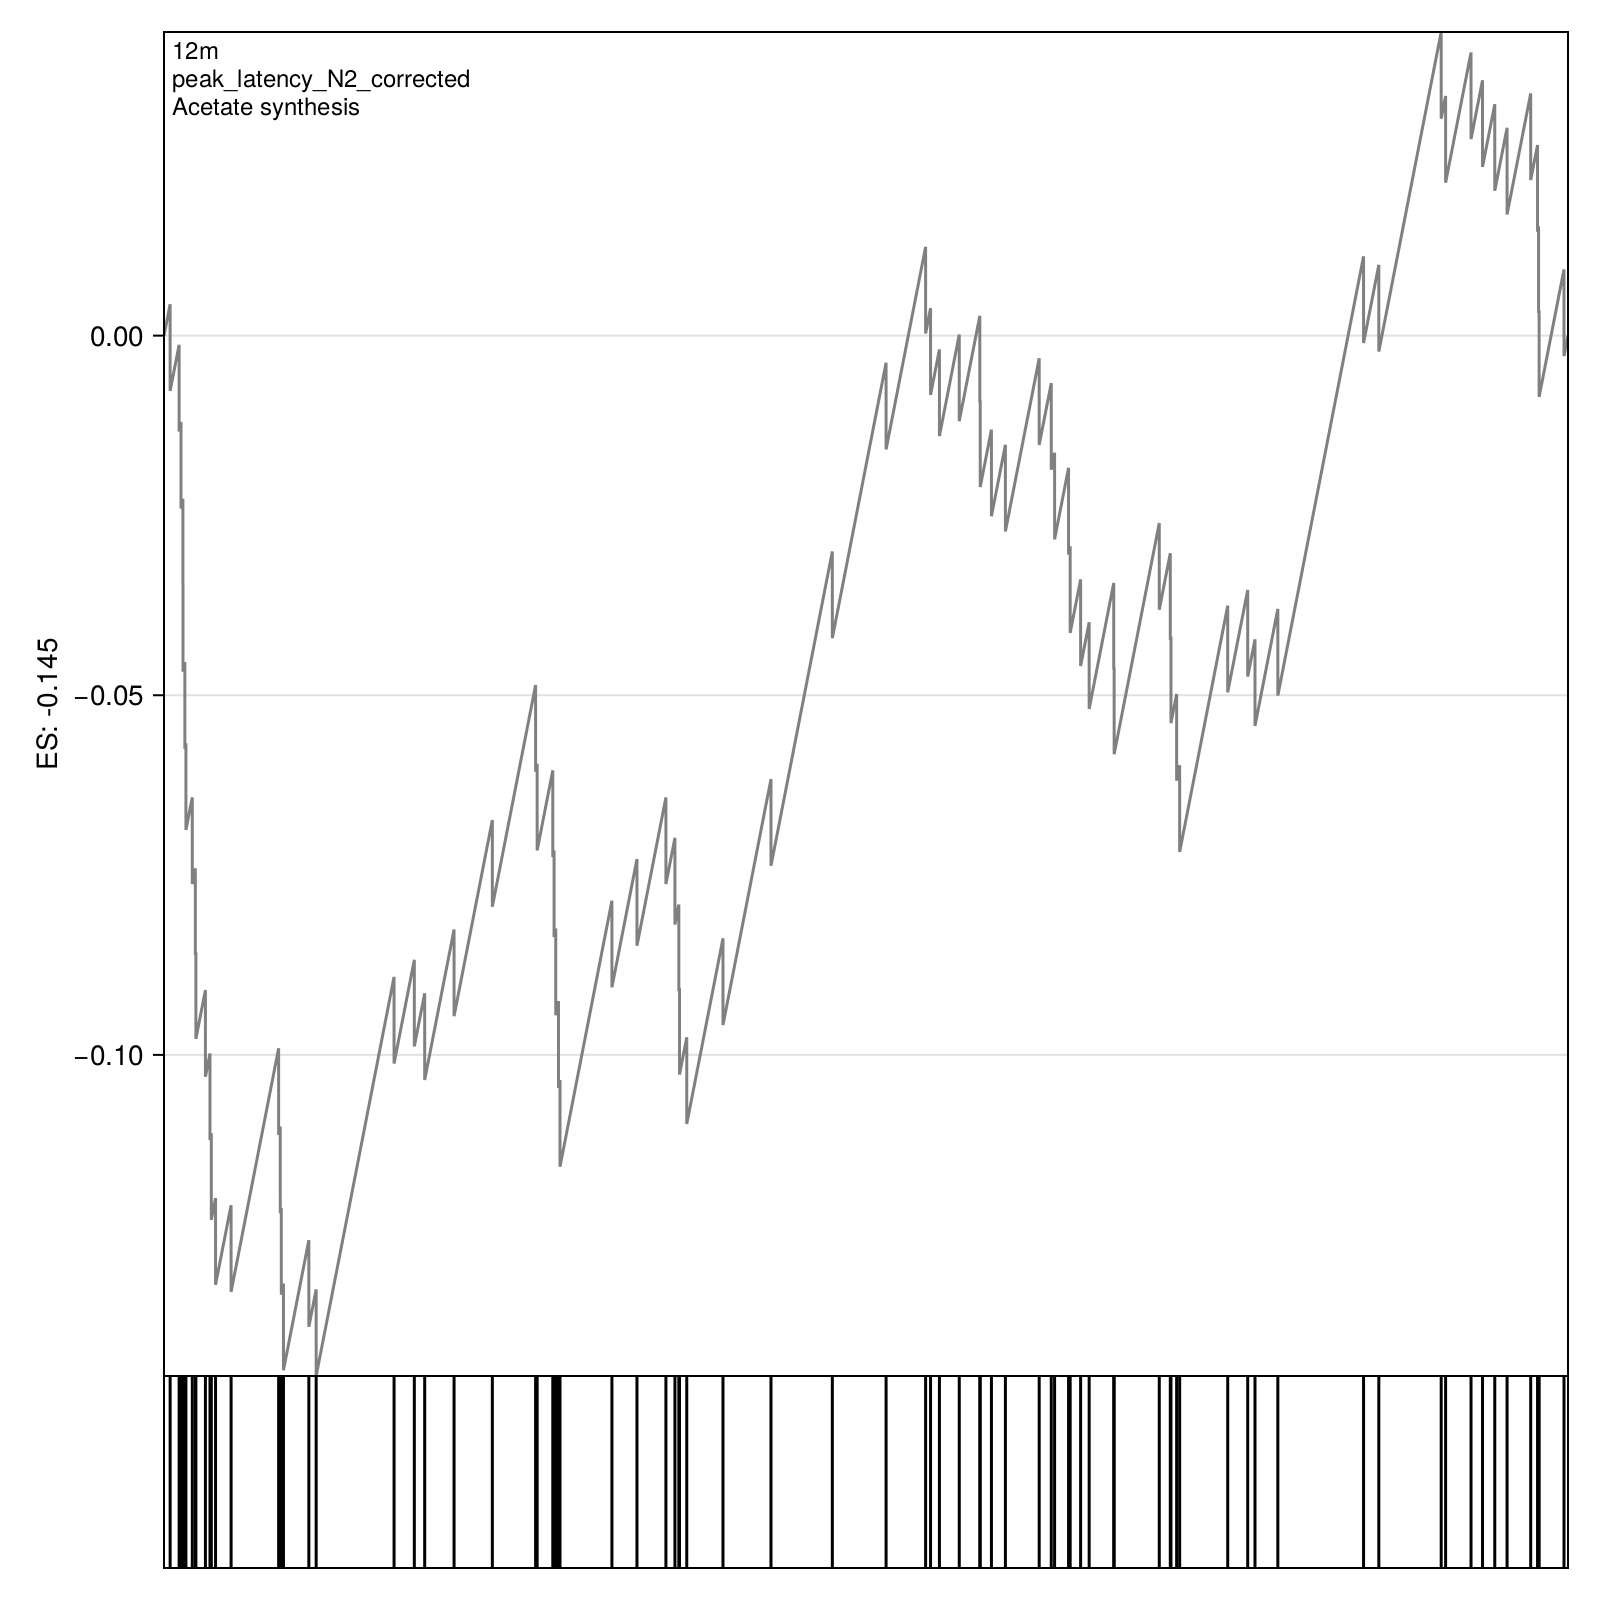 12m
peak_latency_N2_corrected
Acetate synthesis
0.00
−0.05
−0.10
ES: -0.145